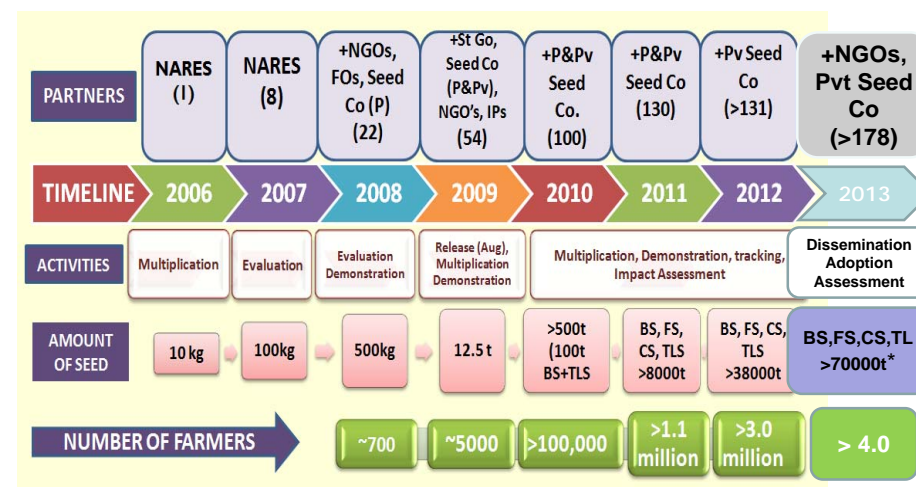 PARTNERS
NARES
(I)
NARES
(8)
+NGOs,
FOs, Seed
Co (P)
(22)
+St Go,
Seed Co
(P&Pv),
NGO's, IPs
(54)
+P&Pv
Seed
Co.
(100)
+P&Pv
Seed Co
(130)
+Pv Seed
Co
(>131)
+NGOs,
Pvt Seed
Co
(>178)
TIMELINE 2006 2007 2008 2009 2010 2011 2012 2013
ACTIVITIES
Multiplication
Evaluation
Evaluation
Demonstration
Release (Aug),
Multiplication
Demonstration
Multiplication, Demonstration, tracking,
Impact Assessment
Dissemination
Adoption
Assessment
AMOUNT
OF SEED
10 kg
100kg
500kg
12.5 t
>500t
(100t
BS+TLS
BS, FS,
CS, TLS
>8000t
BS, FS, CS,
TLS
>38000t
BS,FS,CS,TL
>70000t*
NUMBER OF FARMERS
~700
~5000
>100,000
>1.1
million
>3.0
million
> 4.0